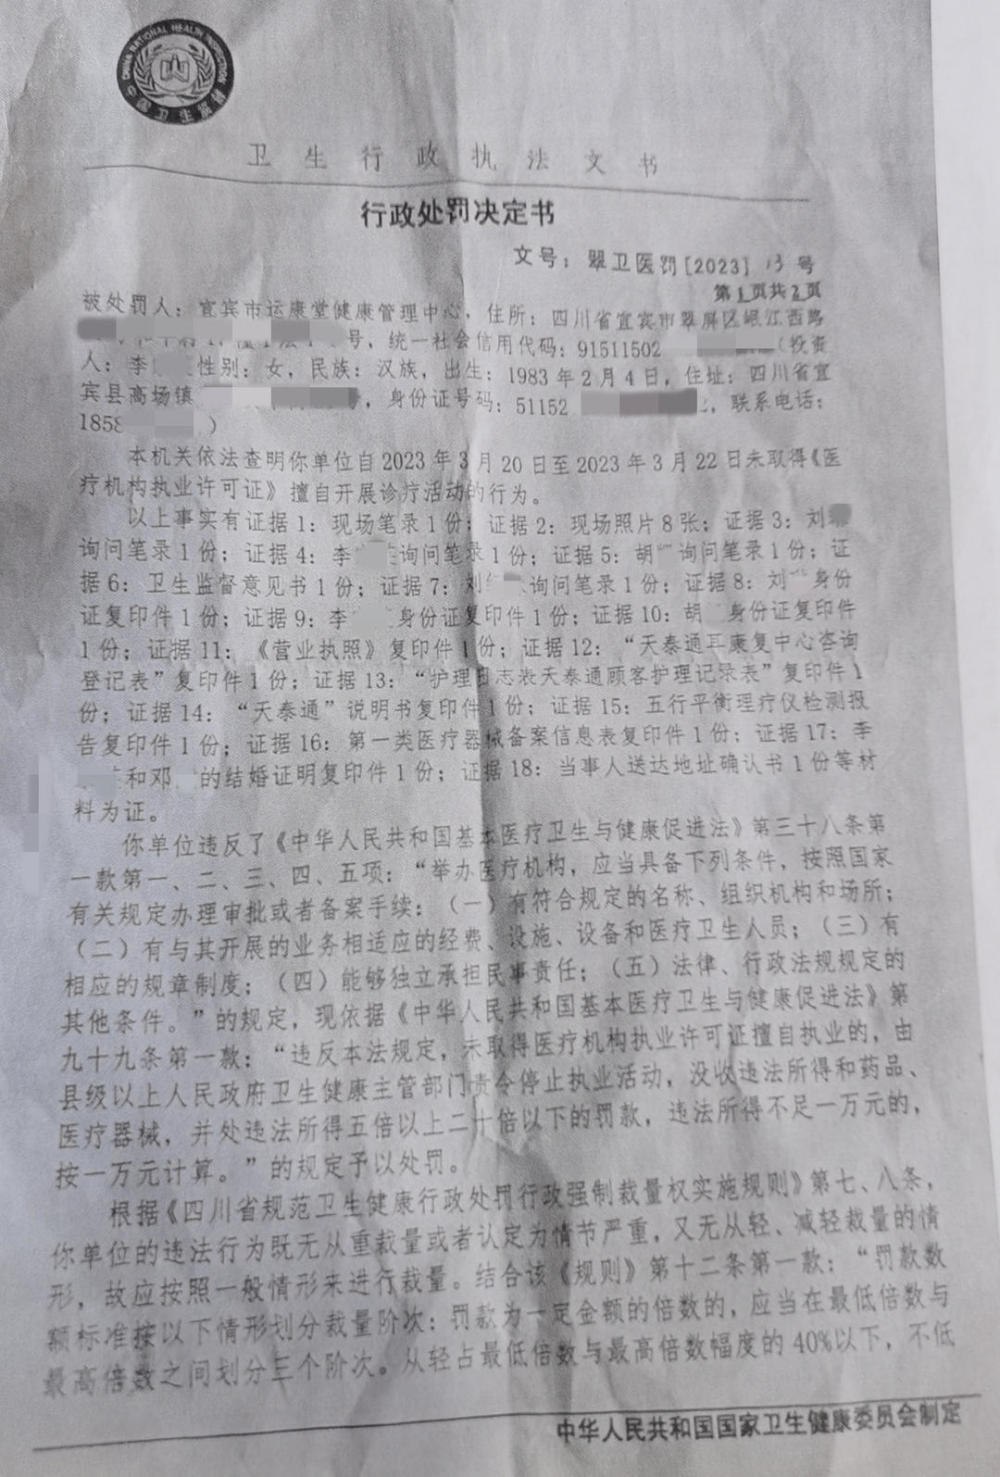 CHINA NATIONAL HEALTH INSPECTION
中国卫生监督
卫生行政执法文书
行政处罚决定书
文号：翠卫医罚[2023] 13 号
第1页共2页
被处罚人：宜宾市运康堂健康管理中心，住所：四川省宜宾市翠屏区岷江西路
号，统一社会信用代码：91511502（投资
人：李 性别：女，民族：汉族，出生：1983年2月4日，住址：四川省宜
宾县高场镇 ，身份证号码：51152 ，联系电话：
1858 ）
本机关依法查明你单位自2023年3月20日至2023年3月22日未取得《医
疗机构执业许可证》擅自开展诊疗活动的行为。
以上事实有证据1：现场笔录1份；证据2：现场照片8张；证据3：刘
询问笔录1份；证据4：李 询问笔录1份；证据5：胡 询问笔录1份；证
据6：卫生监督意见书1份；证据7：刘 询问笔录1份；证据8：刘 身份
证复印件1份；证据9：李 身份证复印件1份；证据10：胡 身份证复印件
1份；证据11：《营业执照》复印件1份；证据12：“天泰通耳康复中心咨询
登记表”复印件1份；证据13：“护理日志表天泰通顾客护理记录表”复印件1
份；证据14：“天泰通”说明书复印件1份；证据15：五行平衡理疗仪检测报
告复印件1份；证据16：第一类医疗器械备案信息表复印件1份；证据17：李
和邓 的结婚证明复印件1份；证据18：当事人送达地址确认书1份等材
料为证。
你单位违反了《中华人民共和国基本医疗卫生与健康促进法》第三十八条第
一款第一、二、三、四、五项：“举办医疗机构，应当具备下列条件，按照国家
有关规定办理审批或者备案手续：（一）有符合规定的名称、组织机构和场所；
（二）有与其开展的业务相适应的经费、设施、设备和医疗卫生人员；（三）有
相应的规章制度；（四）能够独立承担民事责任；（五）法律、行政法规规定的
其他条件。”的规定，现依据《中华人民共和国基本医疗卫生与健康促进法》第
九十九条第一款：“违反本法规定，未取得医疗机构执业许可证擅自执业的，由
县级以上人民政府卫生健康主管部门责令停止执业活动，没收违法所得和药品、
医疗器械，并处违法所得五倍以上二十倍以下的罚款，违法所得不足一万元的，
按一万元计算。”的规定予以处罚。
根据《四川省规范卫生健康行政处罚行政强制裁量权实施规则》第七、八条，
你单位的违法行为既无从重裁量或者认定为情节严重，又无从轻、减轻裁量的情
形，故应按照一般情形来进行裁量。结合该《规则》第十二条第一款：“罚款数
额标准按以下情形划分裁量阶次：罚款为一定金额的倍数的，应当在最低倍数与
最高倍数之间划分三个阶次。从轻占最低倍数与最高倍数幅度的40%以下，不低
中华人民共和国国家卫生健康委员会制定